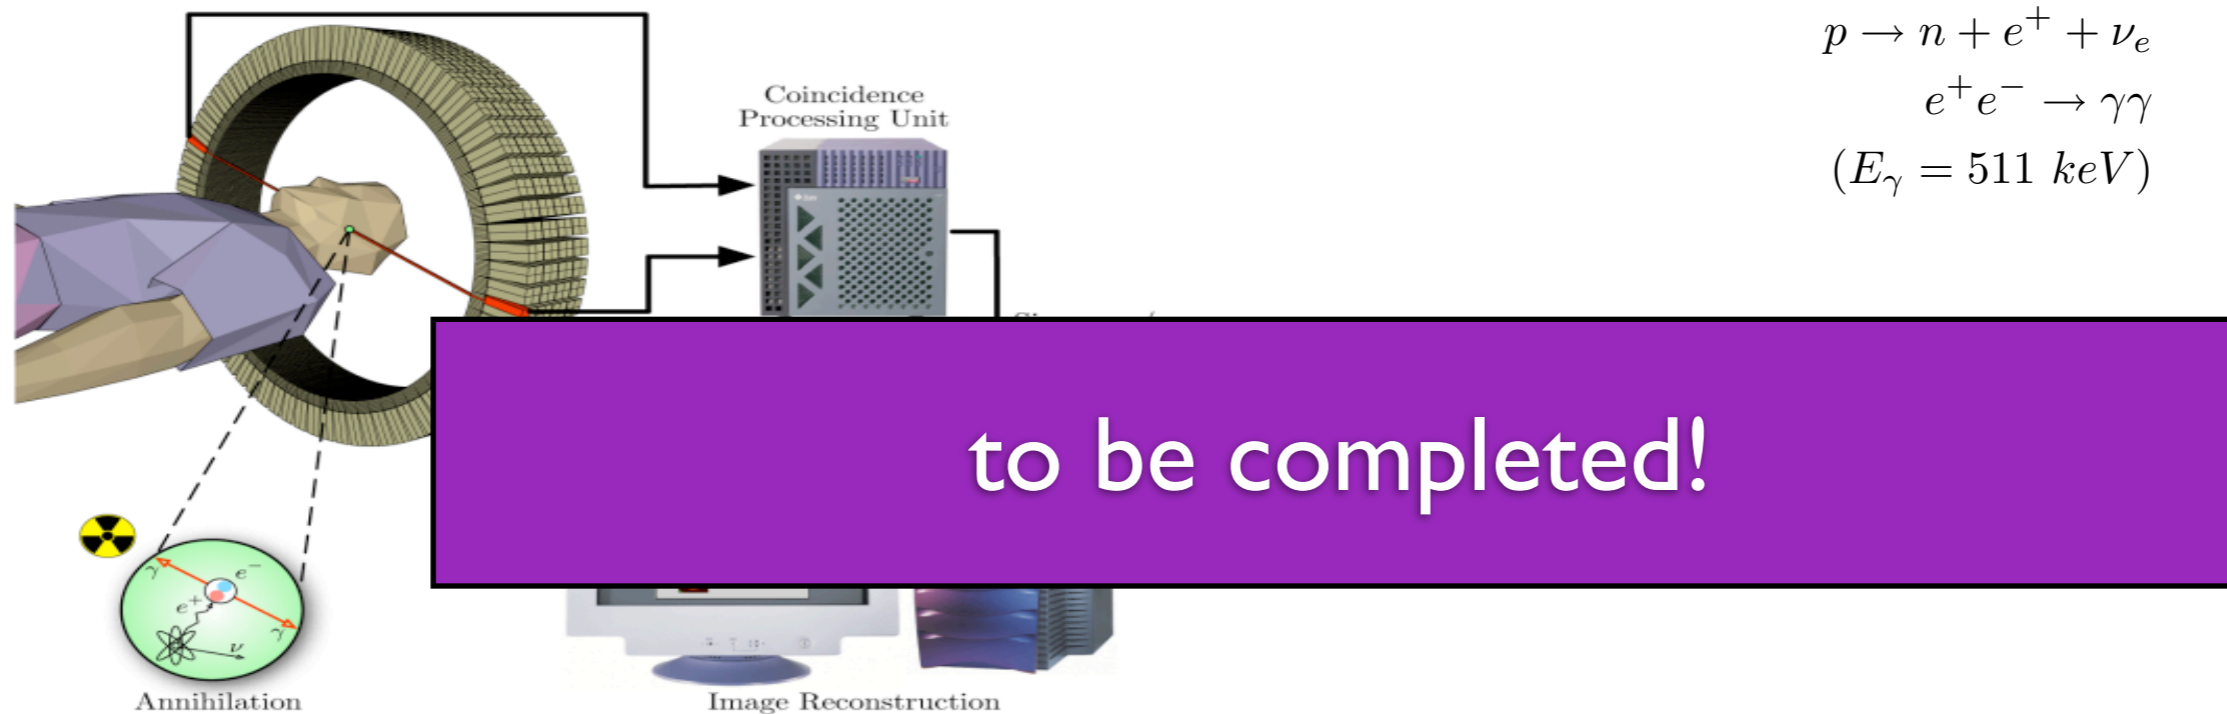 p → n + e⁺ + νₑ
e⁺e⁻ → γγ
(E_γ = 511 keV)
Coincidence
Processing Unit
to be completed!
γ
e⁻
e⁺
γ
ν
Annihilation
Image Reconstruction